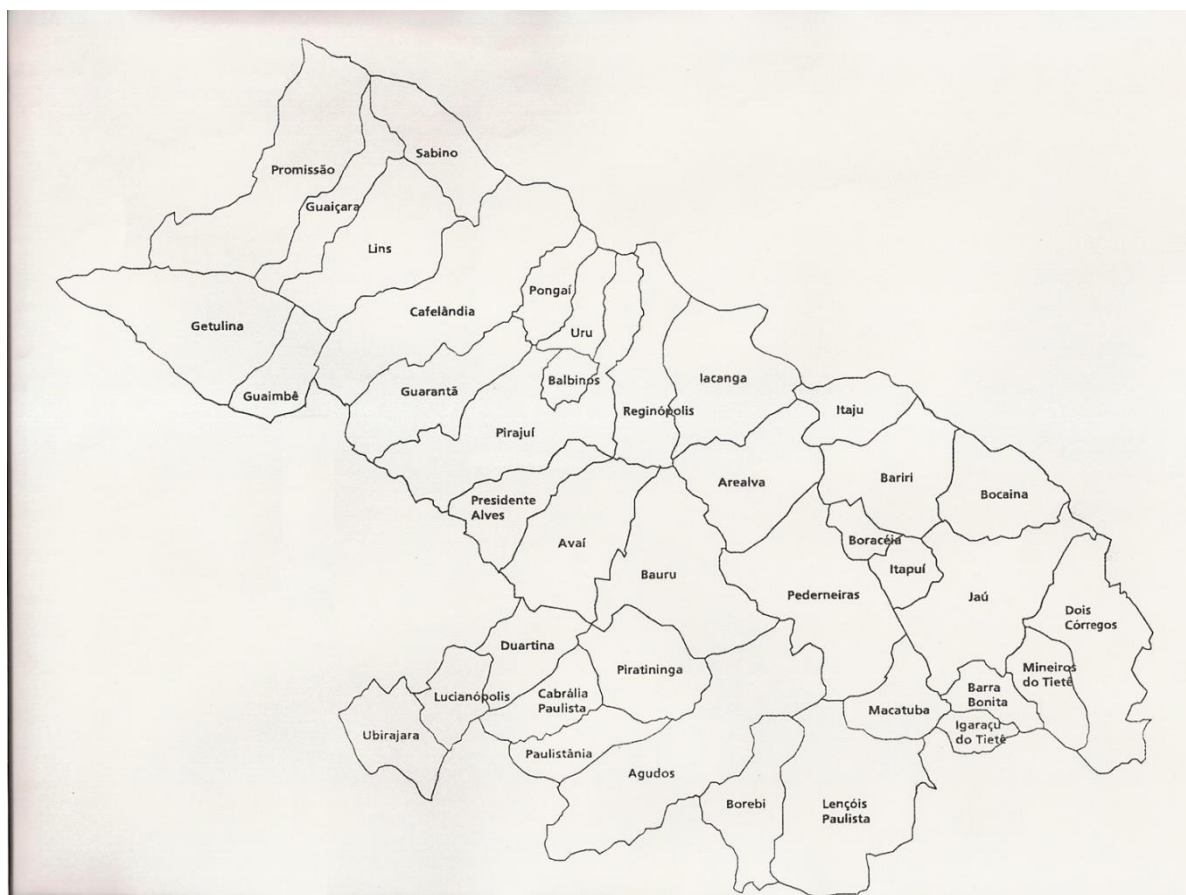 Sabino
Promissão
Guaiçara
Lins
Pongaí
Cafelândia
Getulina
Uru
Balbinos
Iacanga
Guarantã
Guaimbê
Reginópolis
Itaju
Pirajuí
Bariri
Arealva
Bocaina
Presidente
Alves
Avaí
Boracéia
Itapuí
Bauru
Pederneiras
Jaú
Dois
Córregos
Duartina
Piratininga
Mineiros
do Tietê
Lucianópolis
Cabrália
Paulista
Barra
Bonita
Macatuba
Igaraçu
do Tietê
Ubirajara
Paulistânia
Agudos
Borebi
Lençóis
Paulista